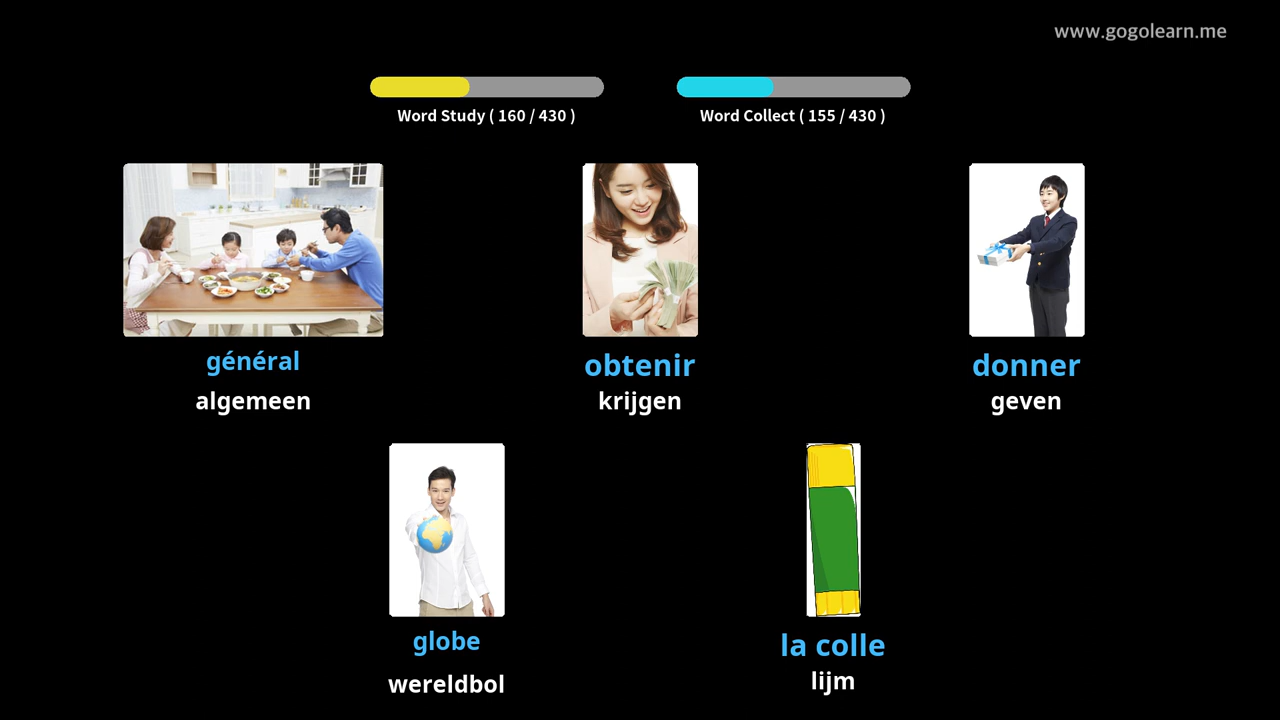 www.gogolearn.me
Word Study ( 160 / 430 )
Word Collect ( 155 / 430 )
général
algemeen
obtenir
krijgen
donner
geven
globe
wereldbol
la colle
lijm